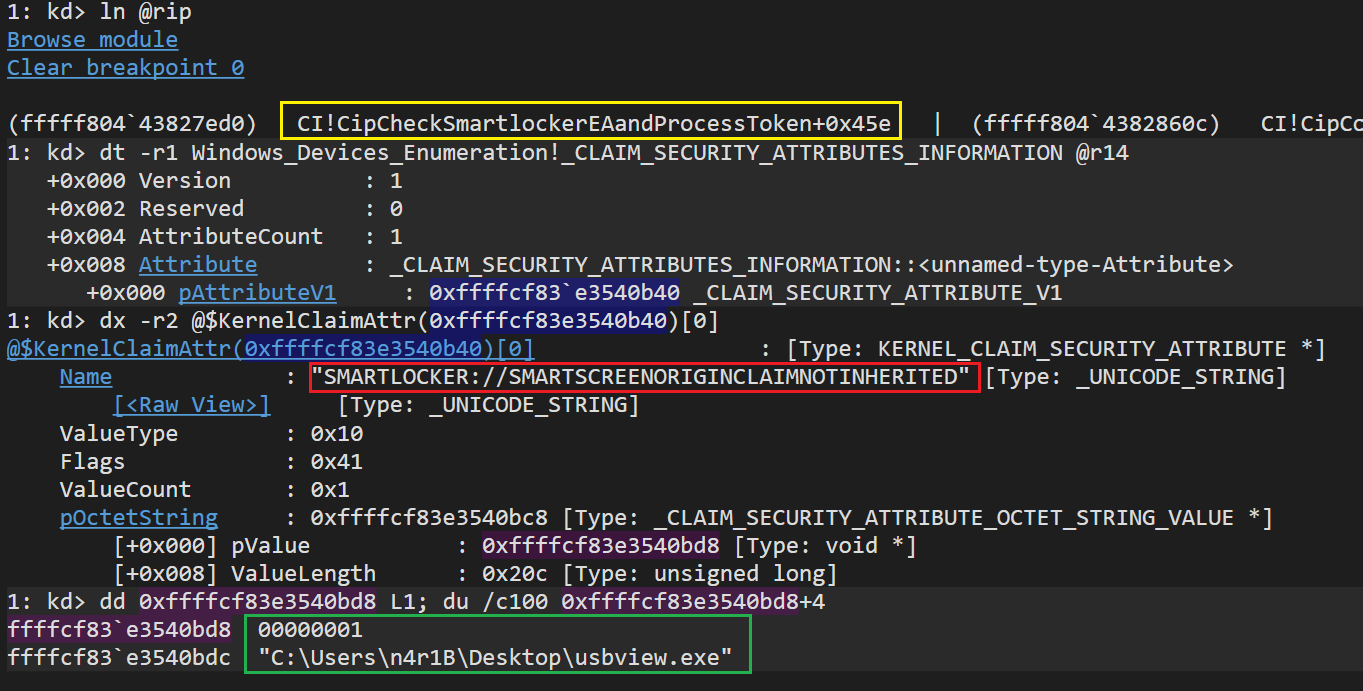 1: kd> ln @rip
Browse module
Clear breakpoint 0
(fffff804`43827ed0)   CI!CipCheckSmartlockerEAandProcessToken+0x45e   |  (fffff804`4382860c)   CI!CipCo
1: kd> dt -r1 Windows_Devices_Enumeration!_CLAIM_SECURITY_ATTRIBUTES_INFORMATION @r14
+0x000 Version : 1
+0x002 Reserved : 0
+0x004 AttributeCount : 1
+0x008 Attribute : _CLAIM_SECURITY_ATTRIBUTES_INFORMATION::<unnamed-type-Attribute>
+0x000 pAttributeV1 : 0xffffcf83`e3540b40 _CLAIM_SECURITY_ATTRIBUTE_V1
1: kd> dx -r2 @$KernelClaimAttr(0xffffcf83e3540b40)[0]
@$KernelClaimAttr(0xffffcf83e3540b40)[0] : [Type: KERNEL_CLAIM_SECURITY_ATTRIBUTE *]
Name : "SMARTLOCKER://SMARTSCREENORIGINCLAIMNOTINHERITED" [Type: _UNICODE_STRING]
[<Raw View>] [Type: _UNICODE_STRING]
ValueType : 0x10
Flags : 0x41
ValueCount : 0x1
pOctetString : 0xffffcf83e3540bc8 [Type: _CLAIM_SECURITY_ATTRIBUTE_OCTET_STRING_VALUE *]
[+0x000] pValue : 0xffffcf83e3540bd8 [Type: void *]
[+0x008] ValueLength : 0x20c [Type: unsigned long]
1: kd> dd 0xffffcf83e3540bd8 L1; du /c100 0xffffcf83e3540bd8+4
ffffcf83`e3540bd8  00000001
ffffcf83`e3540bdc  "C:\Users\n4r1B\Desktop\usbview.exe"